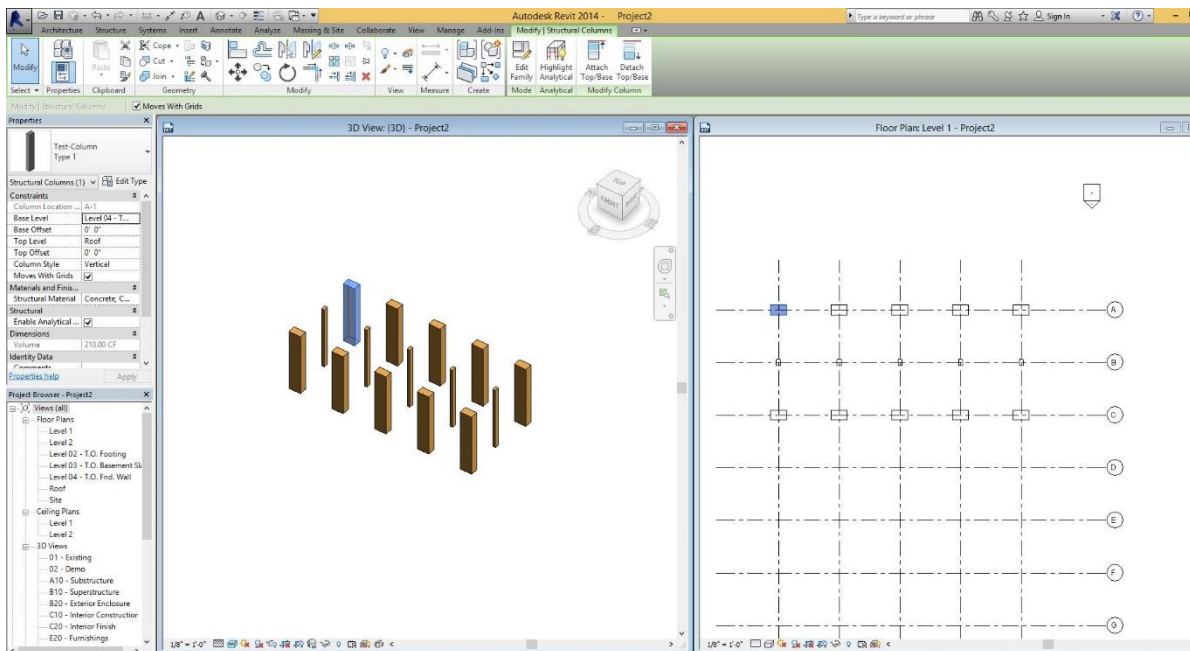 Autodesk Revit 2014 - Project2
Type a keyword or phrase
Sign In
Architecture Structure Systems Insert Annotate Analyze Massing & Site Collaborate View Manage Add-Ins Modify | Structural Columns
Modify
Properties
Paste
Cope
Cut
Join
Edit Family
Highlight Analytical
Attach Top/Base
Detach Top/Base
Select Properties Clipboard Geometry Modify View Measure Create Mode Analytical Modify Column
Modify | Structural Columns Moves With Grids
Properties
Test-Column
Type 1
Structural Columns (1) Edit Type
Constraints
Column Location ... A-1
Base Level Level 04 - T...
Base Offset 0' 0"
Top Level Roof
Top Offset 0' 0"
Column Style Vertical
Moves With Grids
Materials and Finis...
Structural Material Concrete, C...
Structural
Enable Analytical ...
Dimensions
Volume 210.00 CF
Identity Data
Comments
Properties help Apply
Project Browser - Project2
Views (all)
Floor Plans
Level 1
Level 2
Level 02 - T.O. Footing
Level 03 - T.O. Basement Sl
Level 04 - T.O. Fnd. Wall
Roof
Site
Ceiling Plans
Level 1
Level 2
3D Views
01 - Existing
02 - Demo
A10 - Substructure
B10 - Superstructure
B20 - Exterior Enclosure
C10 - Interior Construction
C20 - Interior Finish
E20 - Furnishings
3D View: {3D} - Project2
TOP
FRONT
1/8" = 1'-0"
Floor Plan: Level 1 - Project2
A
B
C
D
E
F
G
1/8" = 1'-0"